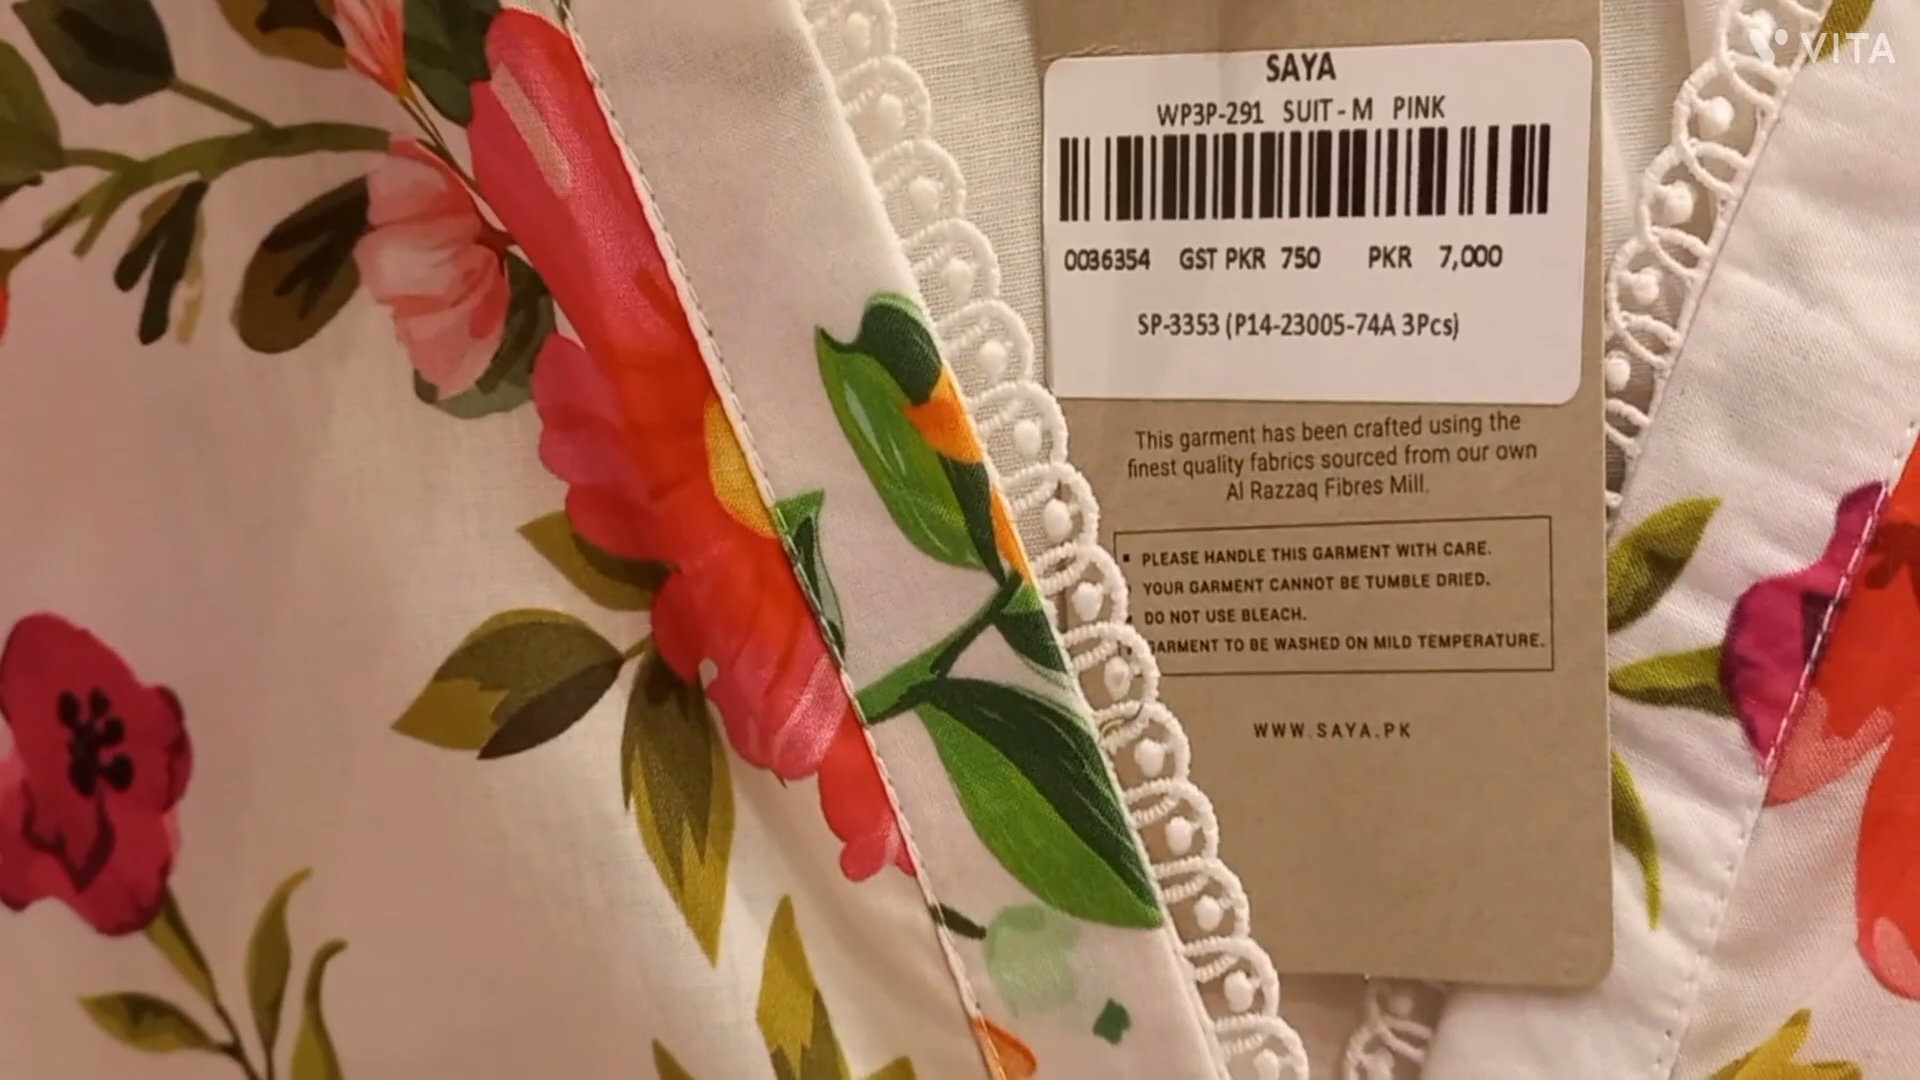 VITA
SAYA
WP3P-291 SUIT - M PINK
0036354 GST PKR 750 PKR 7,000
SP-3353 (P14-23005-74A 3Pcs)
This garment has been crafted using the
finest quality fabrics sourced from our own
Al Razzaq Fibres Mill.
▪ PLEASE HANDLE THIS GARMENT WITH CARE.
YOUR GARMENT CANNOT BE TUMBLE DRIED.
DO NOT USE BLEACH.
GARMENT TO BE WASHED ON MILD TEMPERATURE.
WWW.SAYA.PK